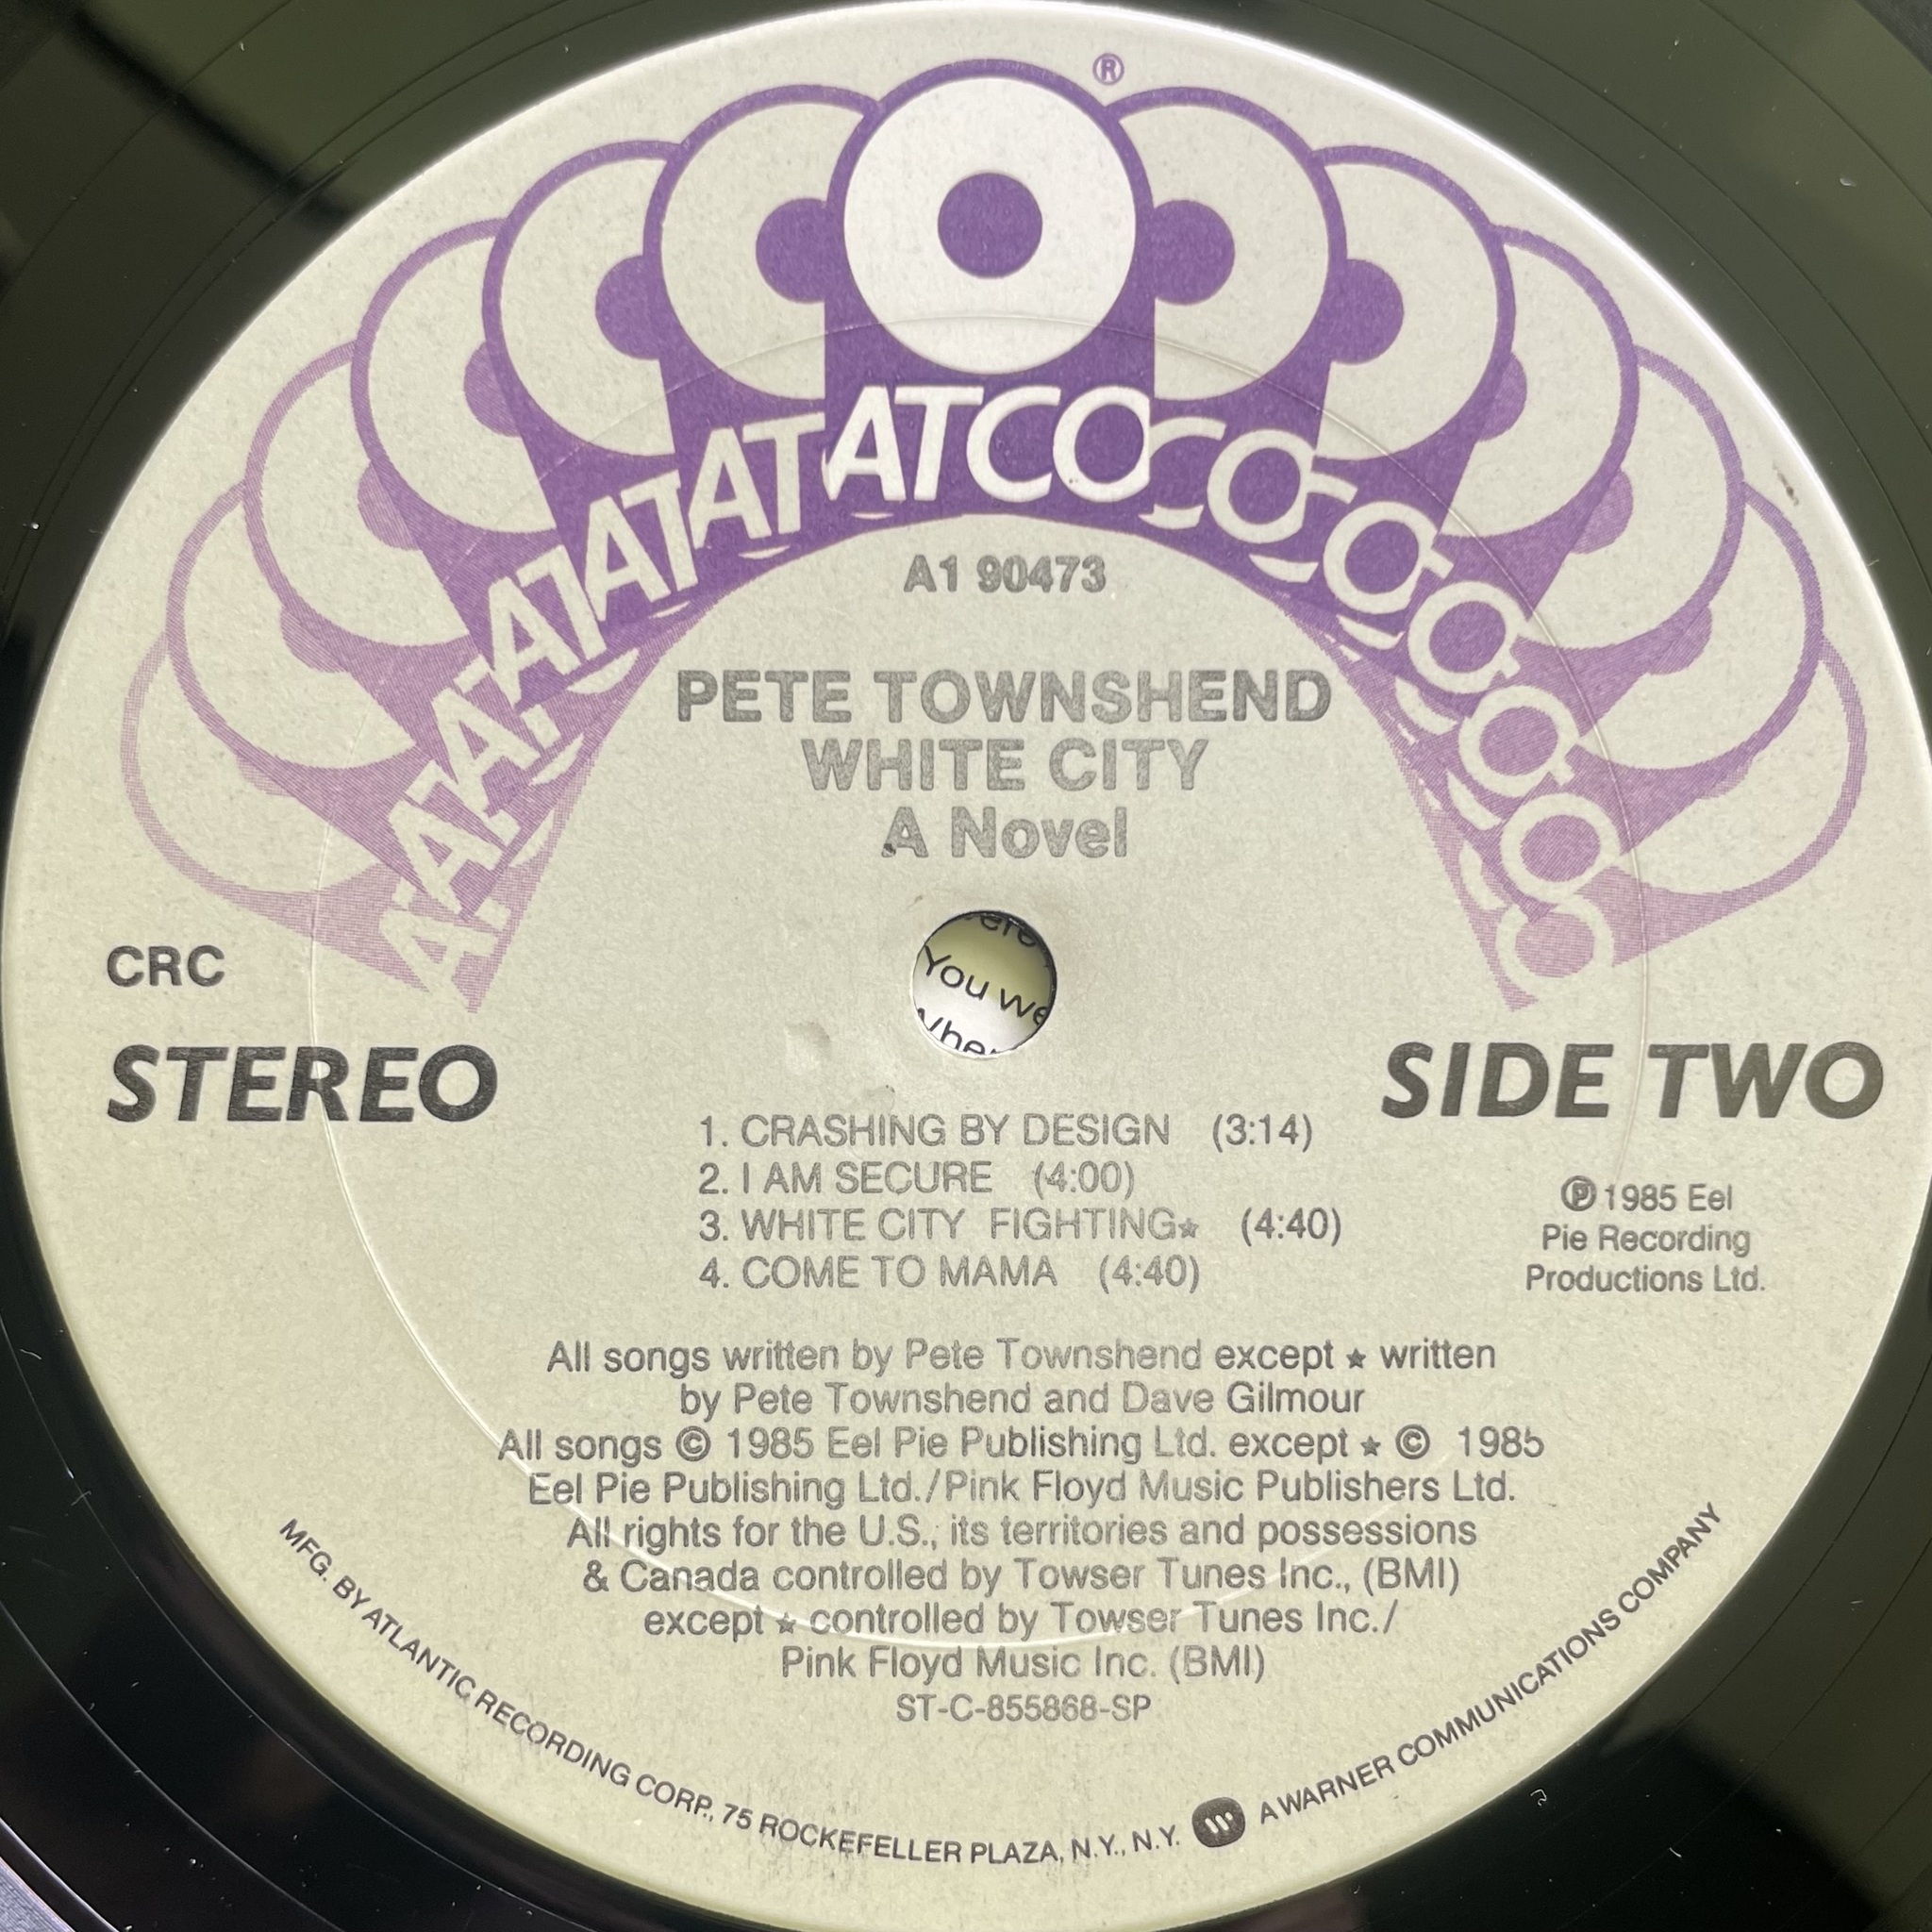 ®
ATCO
A1 90473
PETE TOWNSHEND
WHITE CITY
A Novel
CRC
STEREO
SIDE TWO
You we
1. CRASHING BY DESIGN (3:14)
2. I AM SECURE (4:00)
3. WHITE CITY FIGHTING★ (4:40)
4. COME TO MAMA (4:40)
℗ 1985 Eel
Pie Recording
Productions Ltd.
All songs written by Pete Townshend except ★ written
by Pete Townshend and Dave Gilmour
All songs © 1985 Eel Pie Publishing Ltd. except ★ © 1985
Eel Pie Publishing Ltd./Pink Floyd Music Publishers Ltd.
All rights for the U.S., its territories and possessions
& Canada controlled by Towser Tunes Inc., (BMI)
except ★ controlled by Towser Tunes Inc./
Pink Floyd Music Inc. (BMI)
ST-C-855868-SP
MFG. BY ATLANTIC RECORDING CORP., 75 ROCKEFELLER PLAZA, N.Y., N.Y. A WARNER COMMUNICATIONS COMPANY